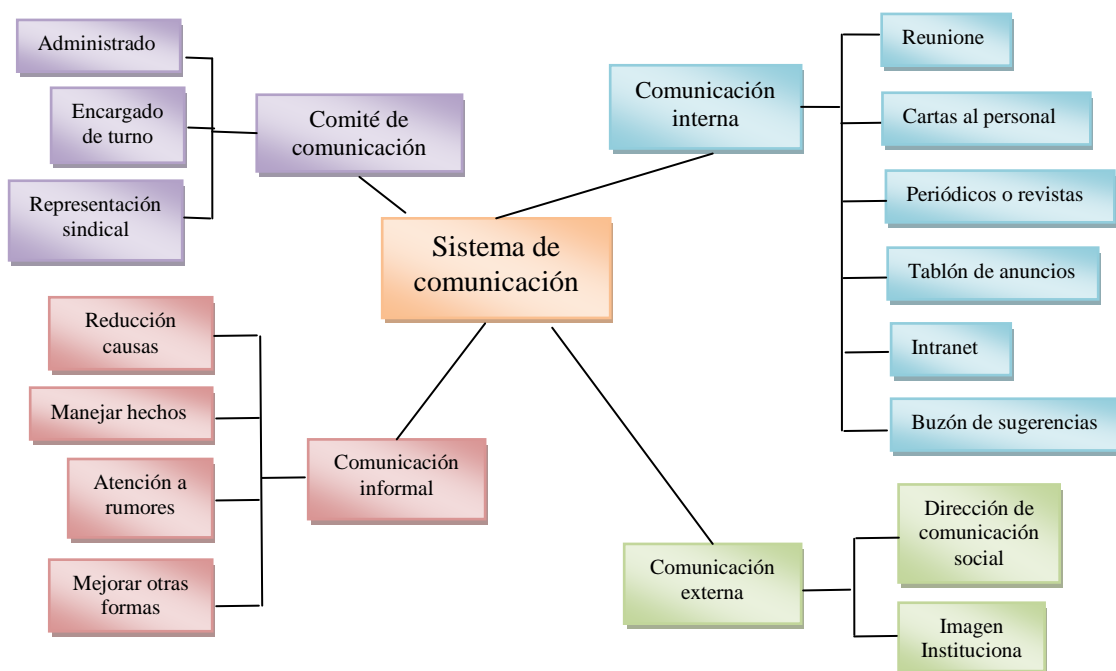 Administrado
Encargado
de turno
Representación
sindical
Comité de
comunicación
Comunicación
interna
Reunione
Cartas al personal
Periódicos o revistas
Tablón de anuncios
Intranet
Buzón de sugerencias
Sistema de
comunicación
Reducción
causas
Manejar hechos
Atención a
rumores
Mejorar otras
formas
Comunicación
informal
Comunicación
externa
Dirección de
comunicación
social
Imagen
Instituciona